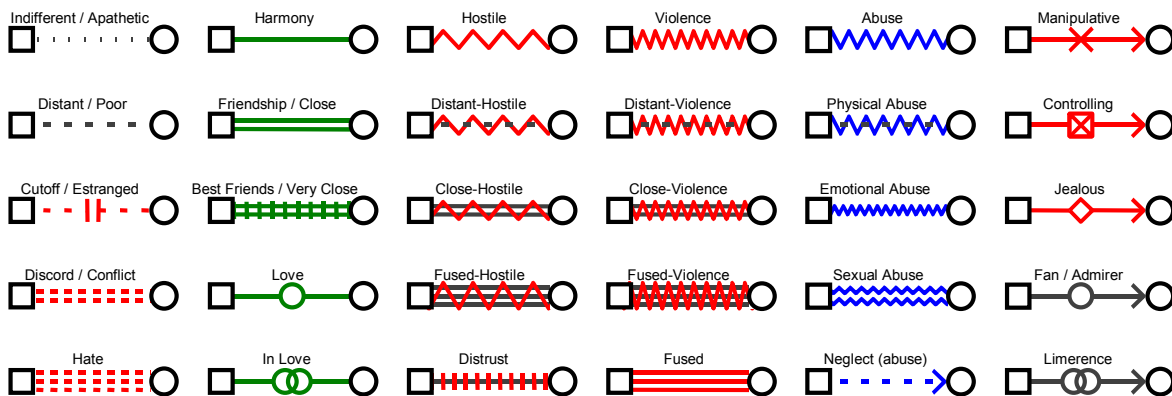 Indifferent / Apathetic
Harmony
Hostile
Violence
Abuse
Manipulative
Distant / Poor
Friendship / Close
Distant-Hostile
Distant-Violence
Physical Abuse
Controlling
Cutoff / Estranged
Best Friends / Very Close
Close-Hostile
Close-Violence
Emotional Abuse
Jealous
Discord / Conflict
Love
Fused-Hostile
Fused-Violence
Sexual Abuse
Fan / Admirer
Hate
In Love
Distrust
Fused
Neglect (abuse)
Limerence